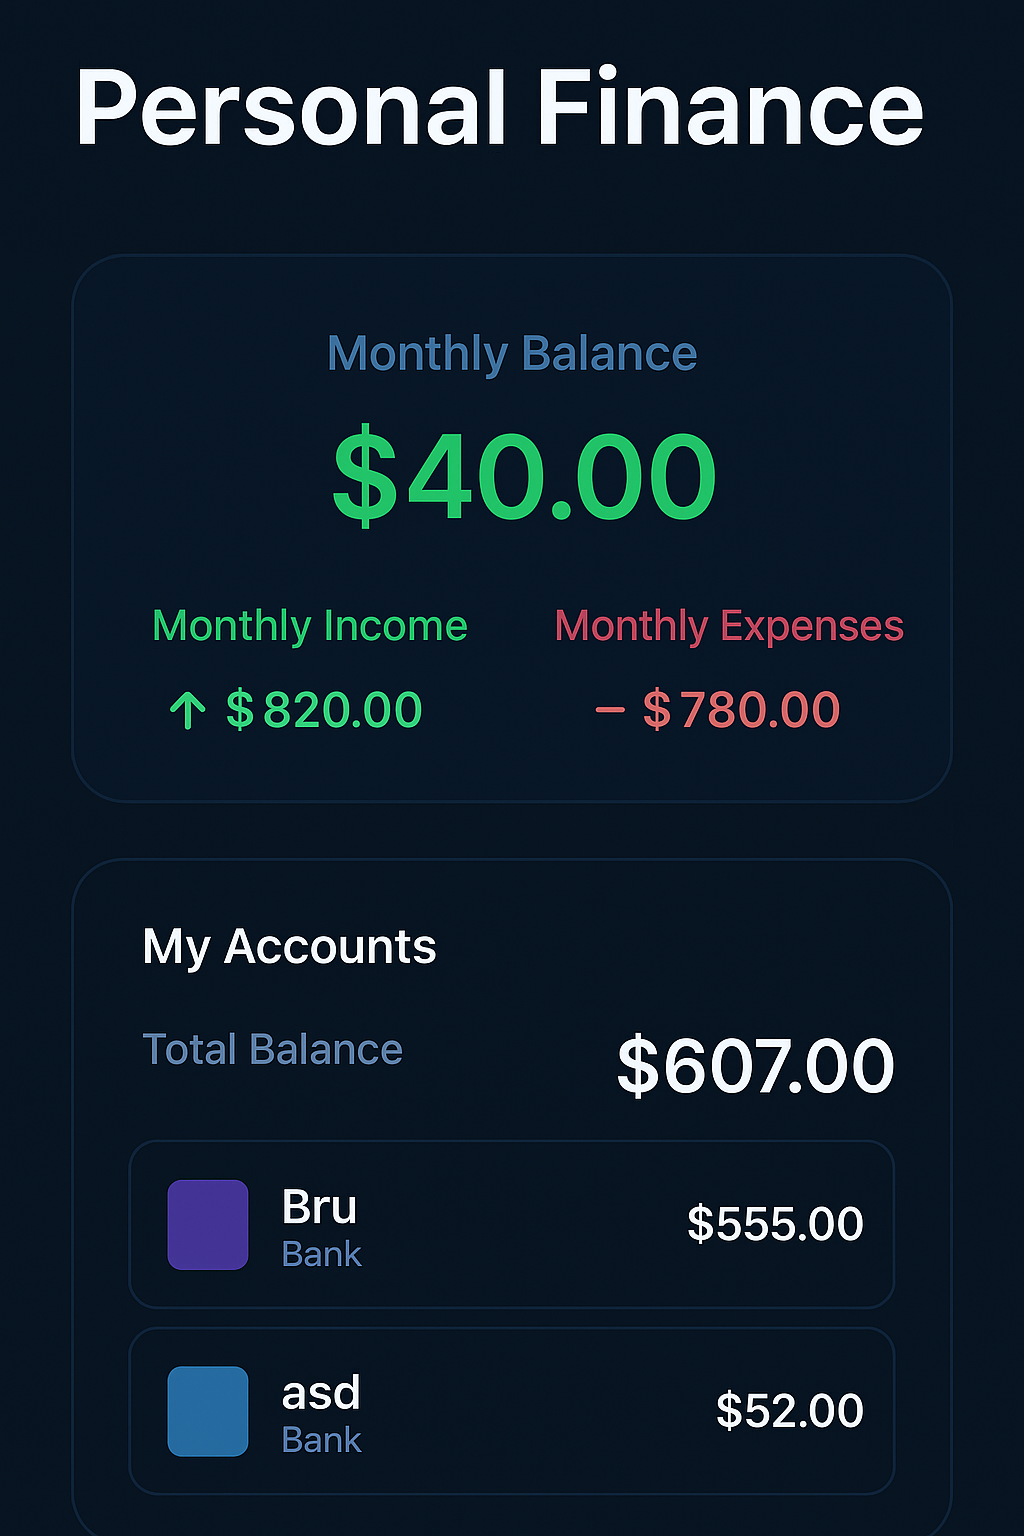 Personal Finance
Monthly Balance
$40.00
Monthly Income
↑ $820.00
Monthly Expenses
– $780.00
My Accounts
Total Balance
$607.00
Bru
Bank
$555.00
asd
Bank
$52.00